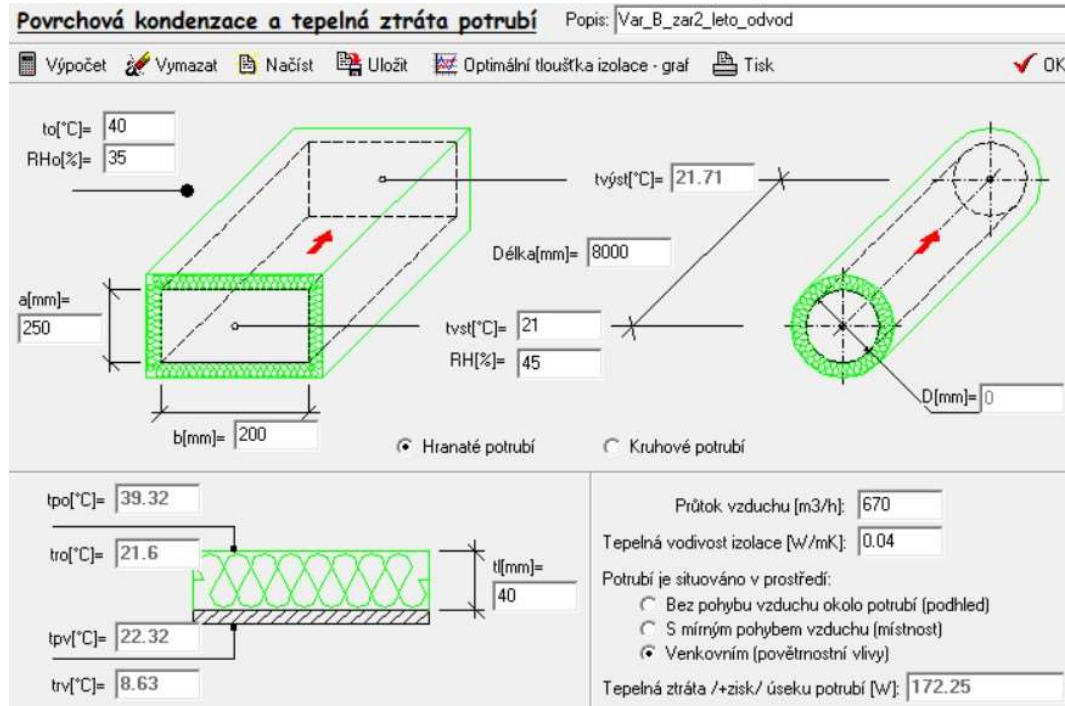 Povrchová kondenzace a tepelná ztráta potrubí Popis: Var_B_zar2_leto_odvod
Výpočet Vymazat Načíst Uložit Optimální tloušťka izolace - graf Tisk OK
to[°C]= 40
RHo[%]= 35
tvýst[°C]= 21.71
Délka[mm]= 8000
a[mm]=
250
tvst[°C]= 21
RH[%]= 45
D[mm]= 0
b[mm]= 200
Hranaté potrubí Kruhové potrubí
tpo[°C]= 39.32
tro[°C]= 21.6
tl[mm]=
40
tpv[°C]= 22.32
trv[°C]= 8.63
Průtok vzduchu [m3/h]: 670
Tepelná vodivost izolace [W/mK]: 0.04
Potrubí je situováno v prostředí:
Bez pohybu vzduchu okolo potrubí (podhled)
S mírným pohybem vzduchu (místnost)
Venkovním (povětrnostní vlivy)
Tepelná ztráta /+zisk/ úseku potrubí [W]: 172.25